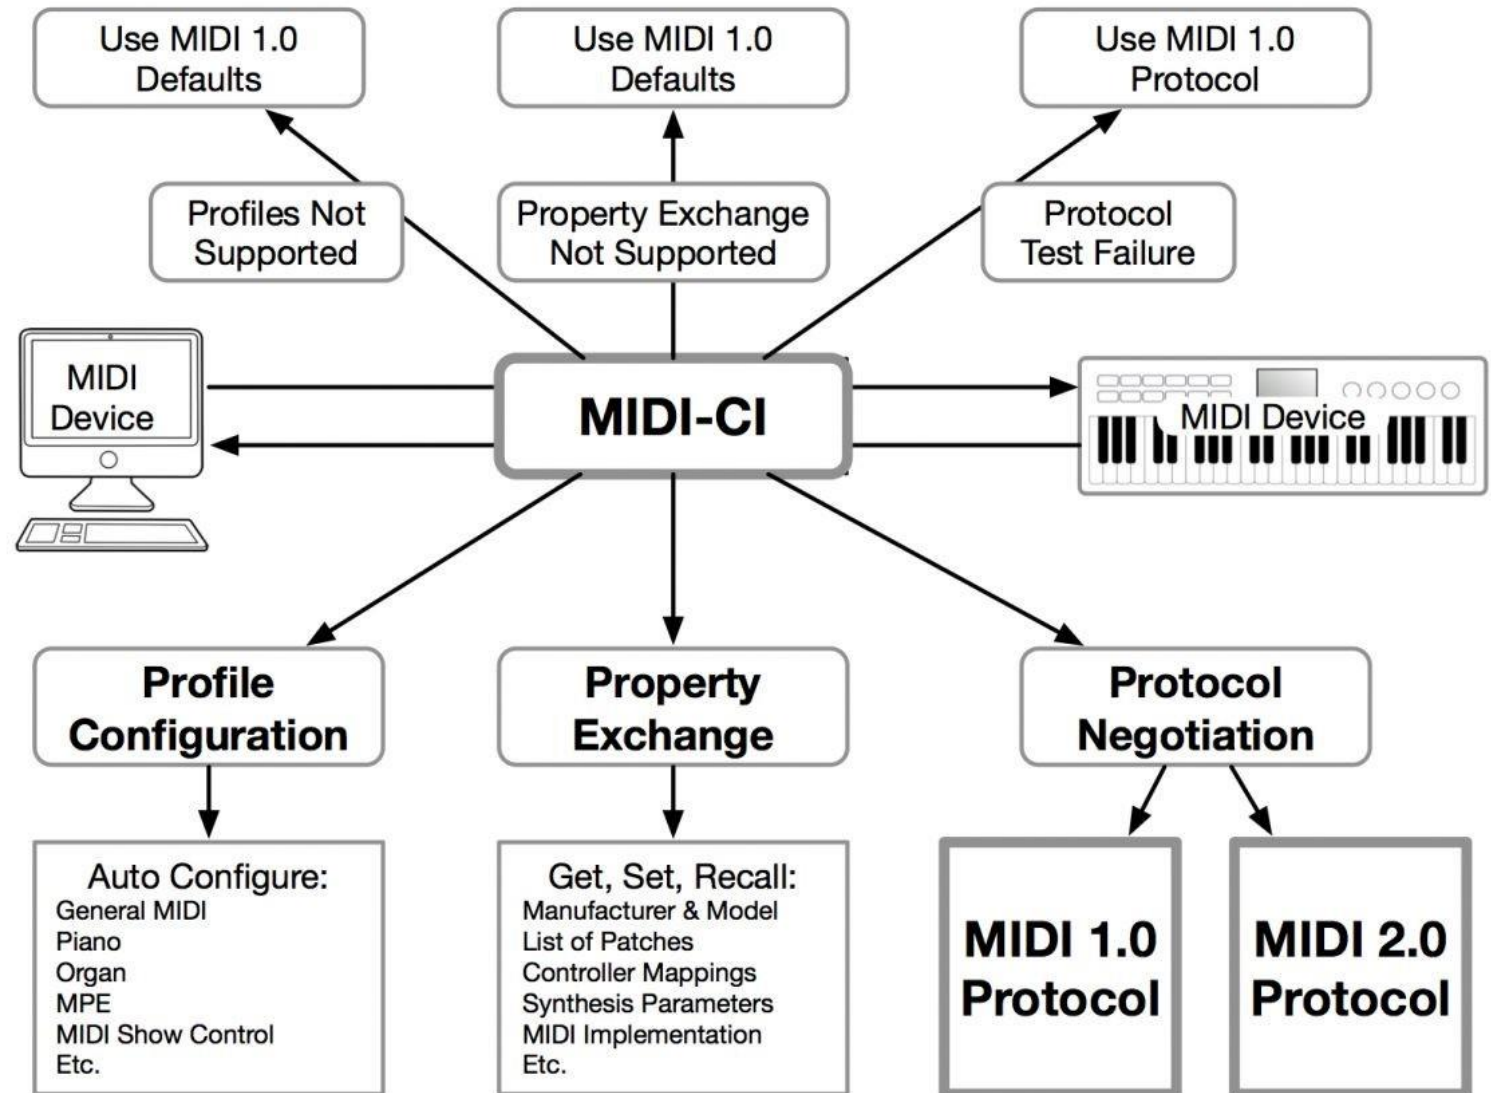 Use MIDI 1.0
Defaults
Use MIDI 1.0
Defaults
Use MIDI 1.0
Protocol
Profiles Not
Supported
Property Exchange
Not Supported
Protocol
Test Failure
MIDI
Device
MIDI-CI
MIDI Device
Profile
Configuration
Property
Exchange
Protocol
Negotiation
Auto Configure:
General MIDI
Piano
Organ
MPE
MIDI Show Control
Etc.
Get, Set, Recall:
Manufacturer & Model
List of Patches
Controller Mappings
Synthesis Parameters
MIDI Implementation
Etc.
MIDI 1.0
Protocol
MIDI 2.0
Protocol